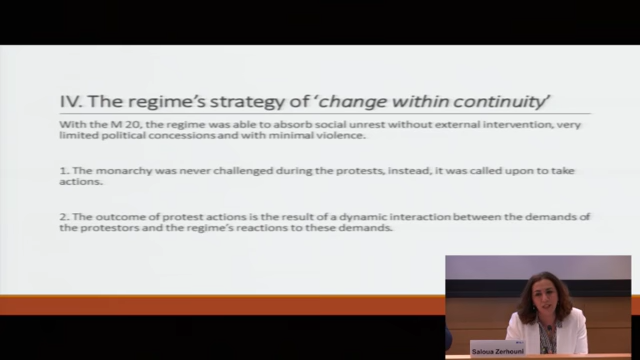 IV. The regime's strategy of 'change within continuity'
With the M 20, the regime was able to absorb social unrest without external intervention, very
limited political concessions and with minimal violence.
1. The monarchy was never challenged during the protests, instead, it was called upon to take
actions.
2. The outcome of protest actions is the result of a dynamic interaction between the demands of
the protestors and the regime's reactions to these demands.
Saloua Zerhouni